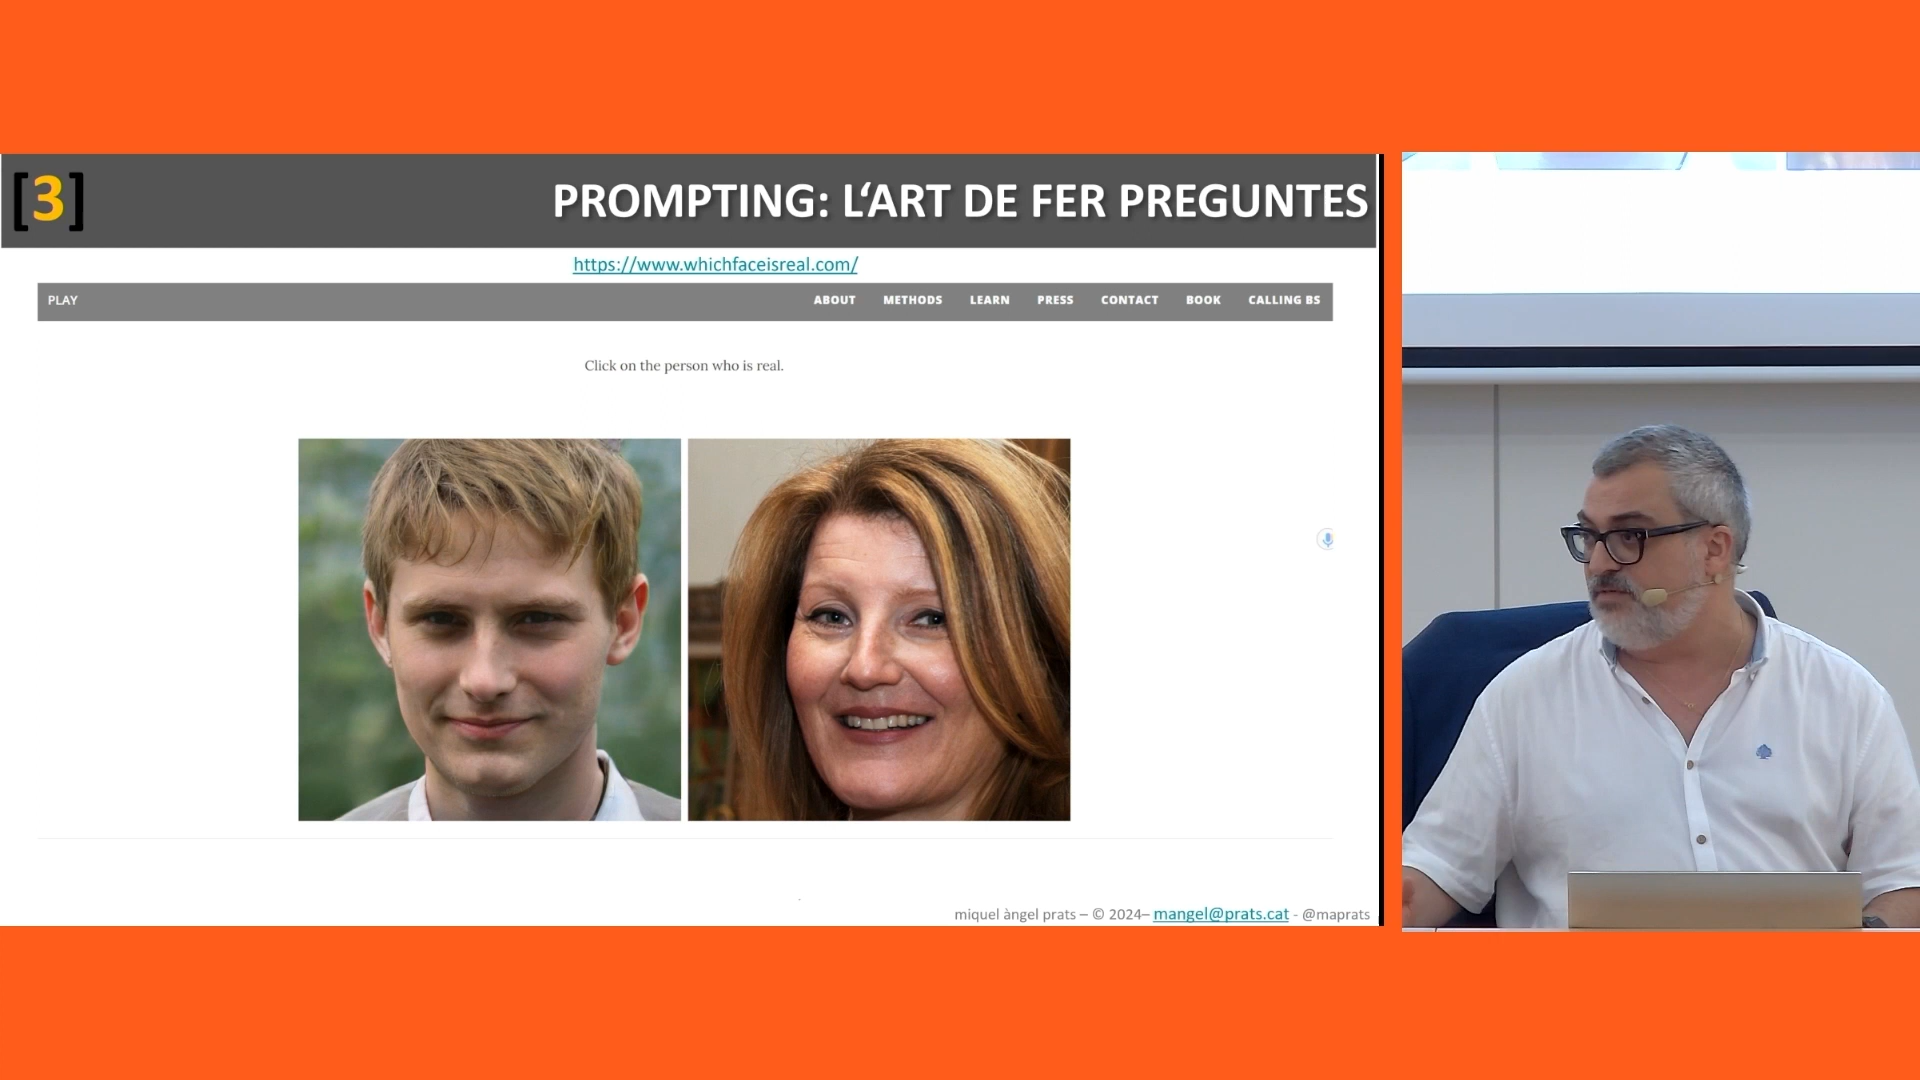 [3]
PROMPTING: L‘ART DE FER PREGUNTES
https://www.whichfaceisreal.com/
PLAY ABOUT METHODS LEARN PRESS CONTACT BOOK CALLING BS
Click on the person who is real.
miquel àngel prats – © 2024– mangel@prats.cat - @maprats